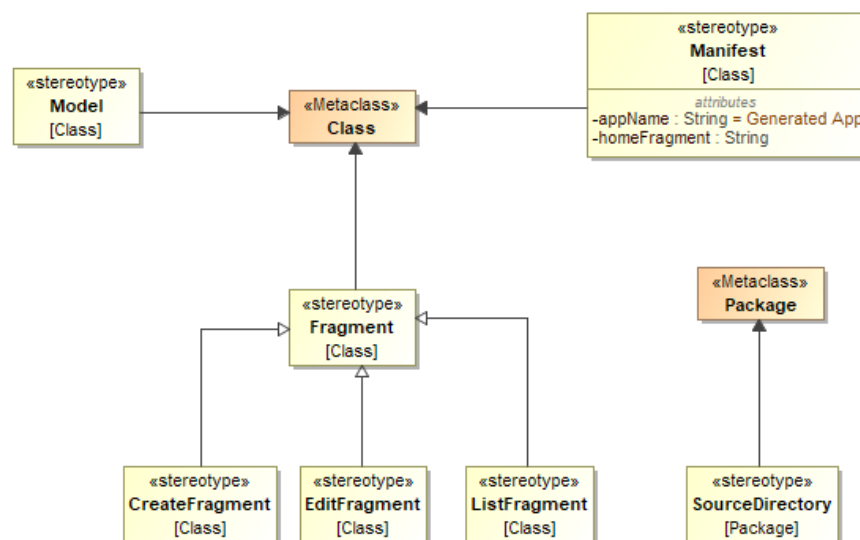 «stereotype»
Manifest
[Class]
attributes
-appName : String = Generated App
-homeFragment : String
«stereotype»
Model
[Class]
«Metaclass»
Class
«Metaclass»
Package
«stereotype»
Fragment
[Class]
«stereotype»
CreateFragment
[Class]
«stereotype»
EditFragment
[Class]
«stereotype»
ListFragment
[Class]
«stereotype»
SourceDirectory
[Package]